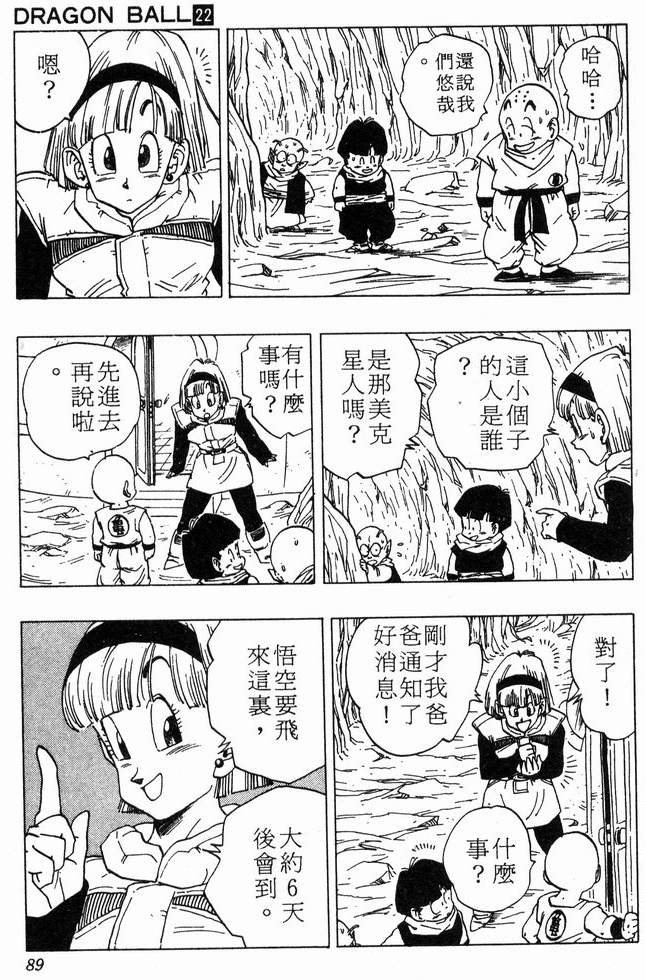 DRAGON BALL 22
哈哈…
還說我
們悠哉
。
嗯?
這小個子
的人是誰
?
是那美克
星人嗎?
有什麼
事嗎?
先進去
再說啦
。
對了!
剛才我爸
爸通知了
好消息!
什麼
事?
悟空要飛
來這裏,
大約6天
後會到。
89